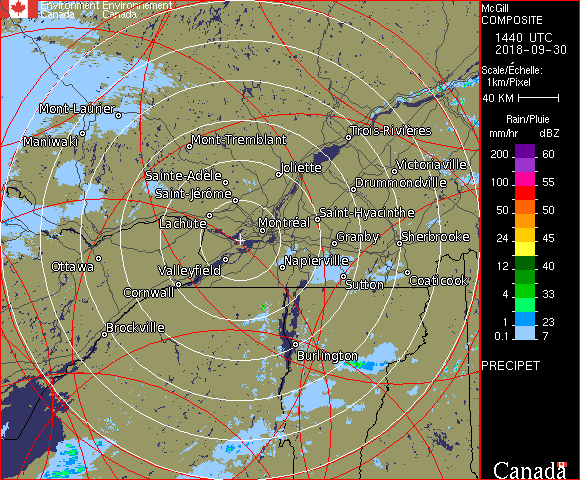 Environment Environnement
Canada Canada
McGill
COMPOSITE
1440 UTC
2018-09-30
Scale/Échelle:
1km/Pixel
40 KM
Rain/Pluie
mm/hr dBZ
200 60
100 55
50 50
24 45
12 40
4 33
1 23
0.1 7
PRECIPET
Canada
Mont-Laurier
Maniwaki
Mont-Tremblant
Trois-Rivières
Sainte-Adèle
Joliette
Victoriaville
Saint-Jérôme
Drummondville
Lachute
Montréal
Saint-Hyacinthe
Granby
Sherbrooke
Ottawa
Valleyfield
Napierville
Cornwall
Sutton
Coaticook
Brockville
Burlington